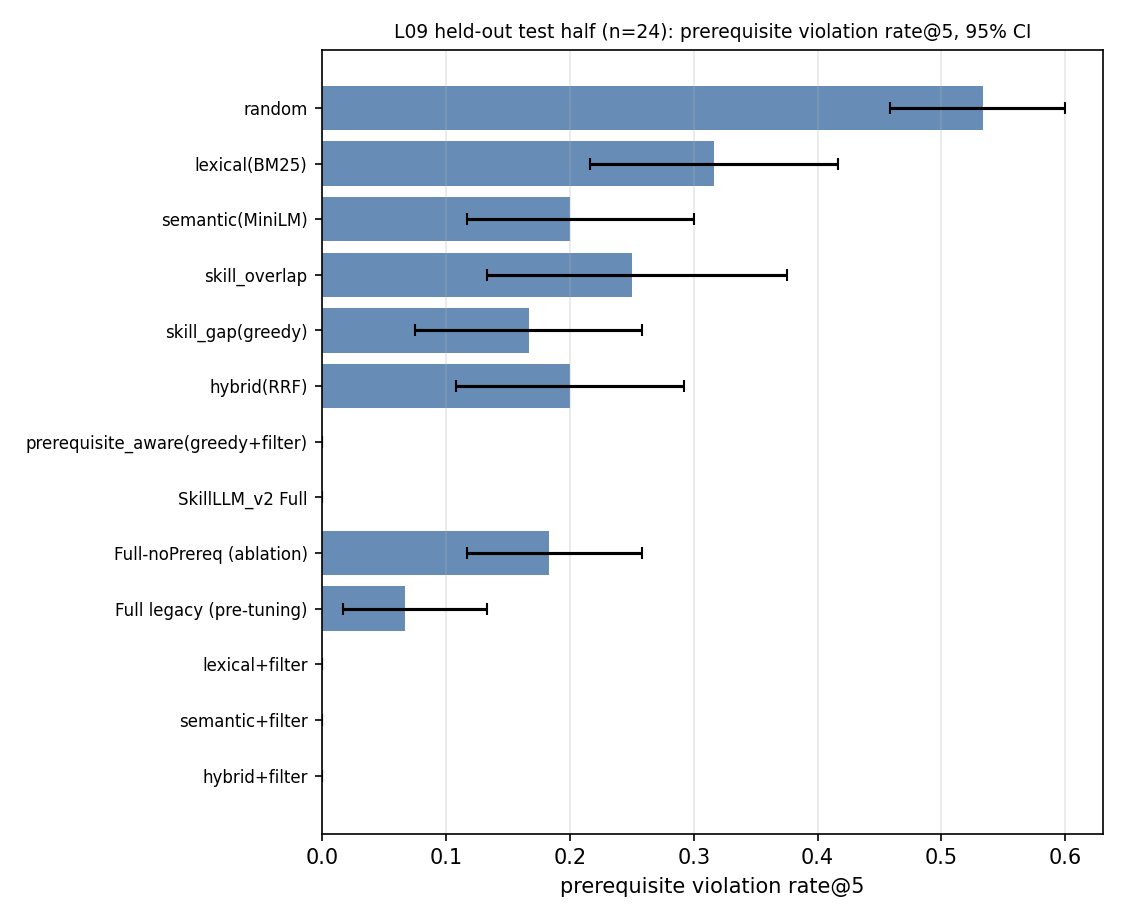 L09 held-out test half (n=24): prerequisite violation rate@5, 95% CI
random
lexical(BM25)
semantic(MiniLM)
skill_overlap
skill_gap(greedy)
hybrid(RRF)
prerequisite_aware(greedy+filter)
SkillLLM_v2 Full
Full-noPrereq (ablation)
Full legacy (pre-tuning)
lexical+filter
semantic+filter
hybrid+filter
0.0 0.1 0.2 0.3 0.4 0.5 0.6
prerequisite violation rate@5